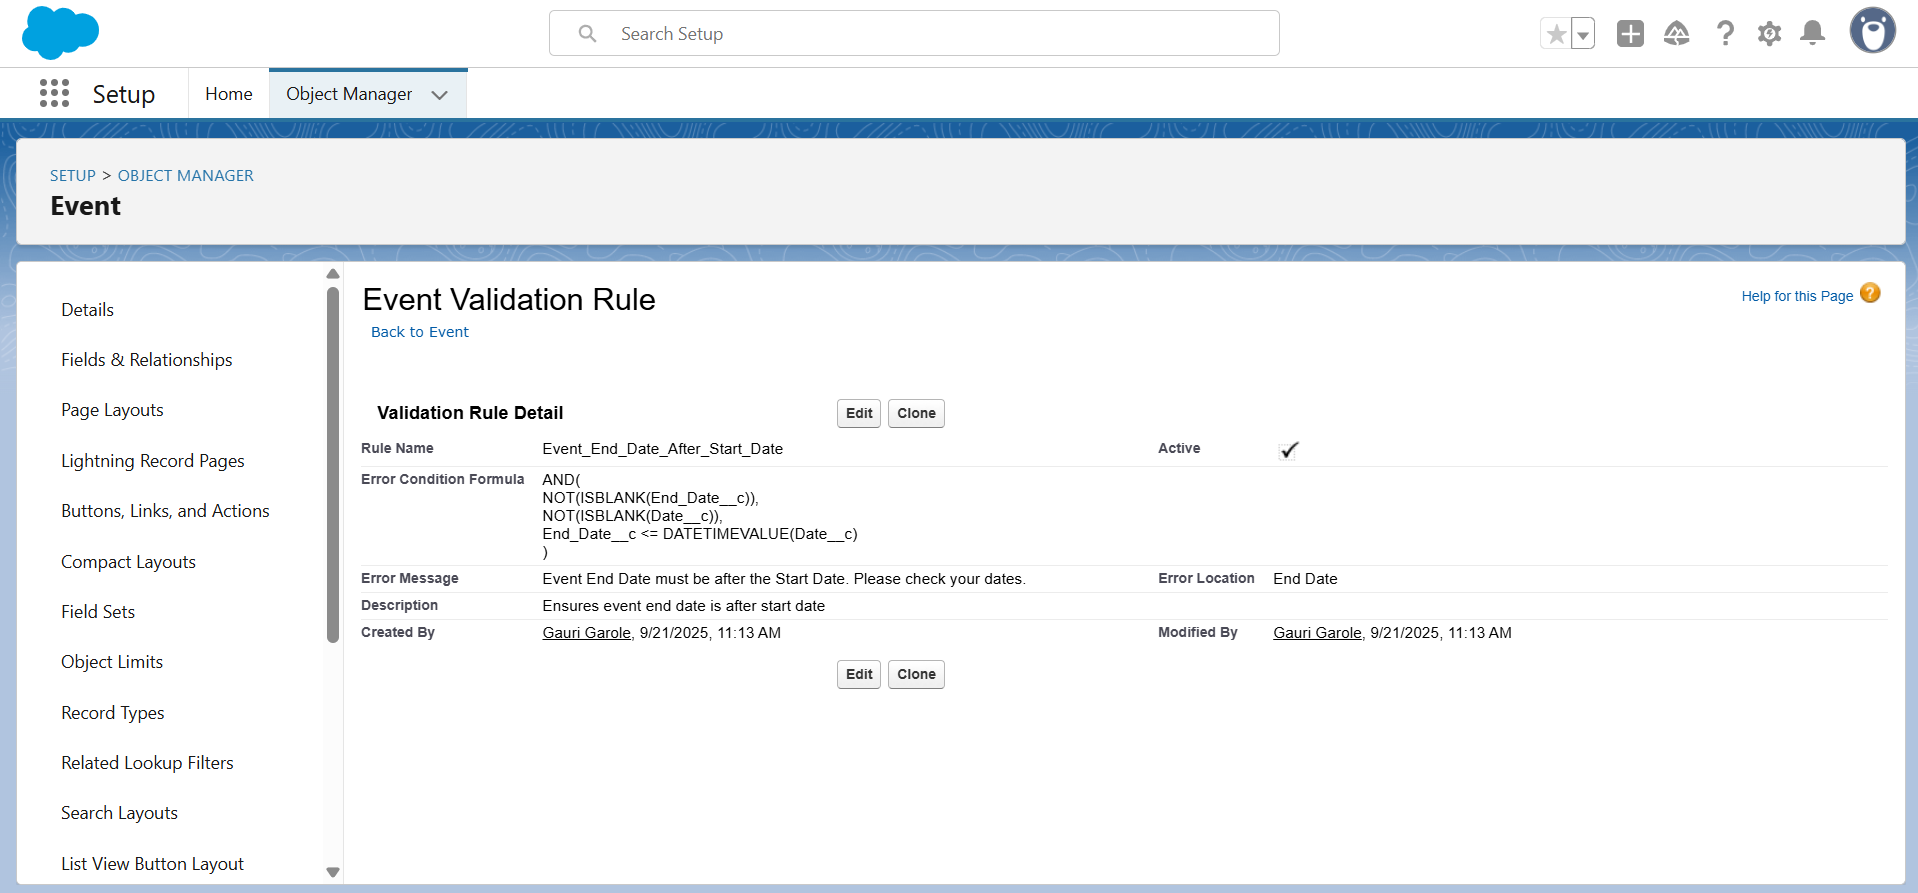 Search Setup
Setup
Home
Object Manager
SETUP > OBJECT MANAGER
Event
Details
Fields & Relationships
Page Layouts
Lightning Record Pages
Buttons, Links, and Actions
Compact Layouts
Field Sets
Object Limits
Record Types
Related Lookup Filters
Search Layouts
List View Button Layout
Event Validation Rule
Help for this Page
Back to Event
Validation Rule Detail
Edit
Clone
Rule Name Event_End_Date_After_Start_Date
Active
Error Condition Formula AND(
NOT(ISBLANK(End_Date__c)),
NOT(ISBLANK(Date__c)),
End_Date__c <= DATETIMEVALUE(Date__c)
)
Error Message Event End Date must be after the Start Date. Please check your dates.
Error Location End Date
Description Ensures event end date is after start date
Created By Gauri Garole, 9/21/2025, 11:13 AM
Modified By Gauri Garole, 9/21/2025, 11:13 AM
Edit
Clone